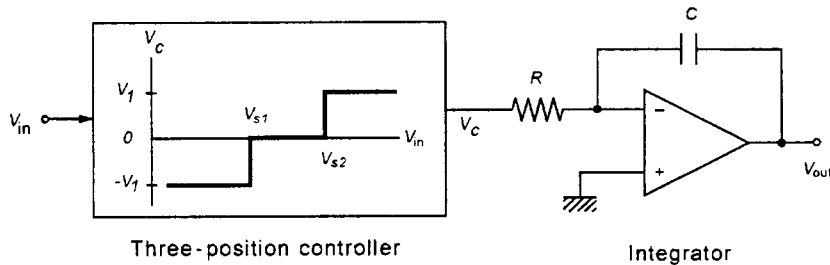 V_c
V_1
0
-V_1
V_s1
V_s2
V_in
V_in
V_c
R
C
−
+
V_out
Three-position controller
Integrator